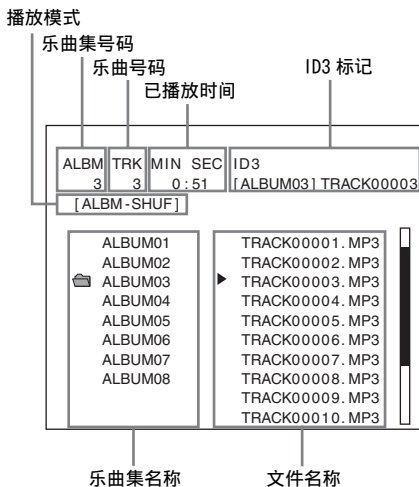 播放模式
乐曲集号码
乐曲号码
已播放时间
ID3 标记
ALBM TRK MIN SEC ID3
3 3 0:51 [ALBUM03] TRACK00003
[ALBM-SHUF]
ALBUM01 TRACK00001.MP3
ALBUM02 TRACK00002.MP3
ALBUM03 TRACK00003.MP3
ALBUM04 TRACK00004.MP3
ALBUM05 TRACK00005.MP3
ALBUM06 TRACK00006.MP3
ALBUM07 TRACK00007.MP3
ALBUM08 TRACK00008.MP3
TRACK00009.MP3
TRACK00010.MP3
乐曲集名称 文件名称